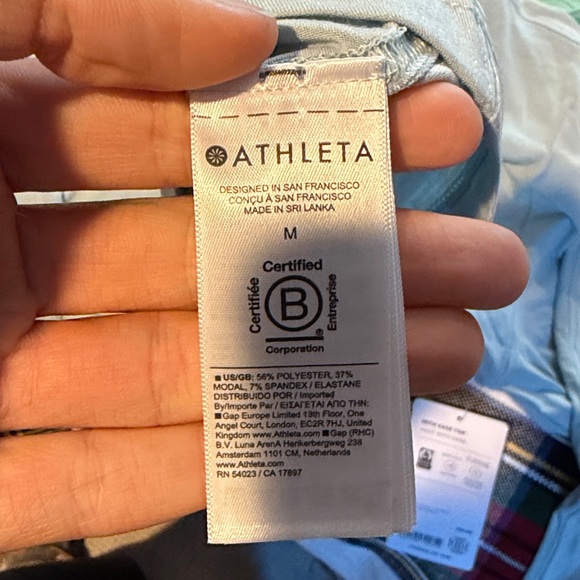 ATHLETA
DESIGNED IN SAN FRANCISCO
CONÇU À SAN FRANCISCO
MADE IN SRI LANKA
M
Certified
Certifiée
B
Entreprise
®
Corporation
■ US/GB: 56% POLYESTER, 37%
MODAL, 7% SPANDEX / ELASTANE
DISTRIBUIDO POR / Imported
By/Importe Par / ΕΙΣΑΓΕΤΑΙ ΑΠΟ ΤΗΝ:
■ Gap Europe Limited 13th Floor, One
Angel Court, London, EC2R 7HJ, United
Kingdom www.Athleta.com ■ Gap (RHC)
B.V. Luna ArenA Herikerbergweg 238
Amsterdam 1101 CM, Netherlands
www.Athleta.com
RN 54023 / CA 17897